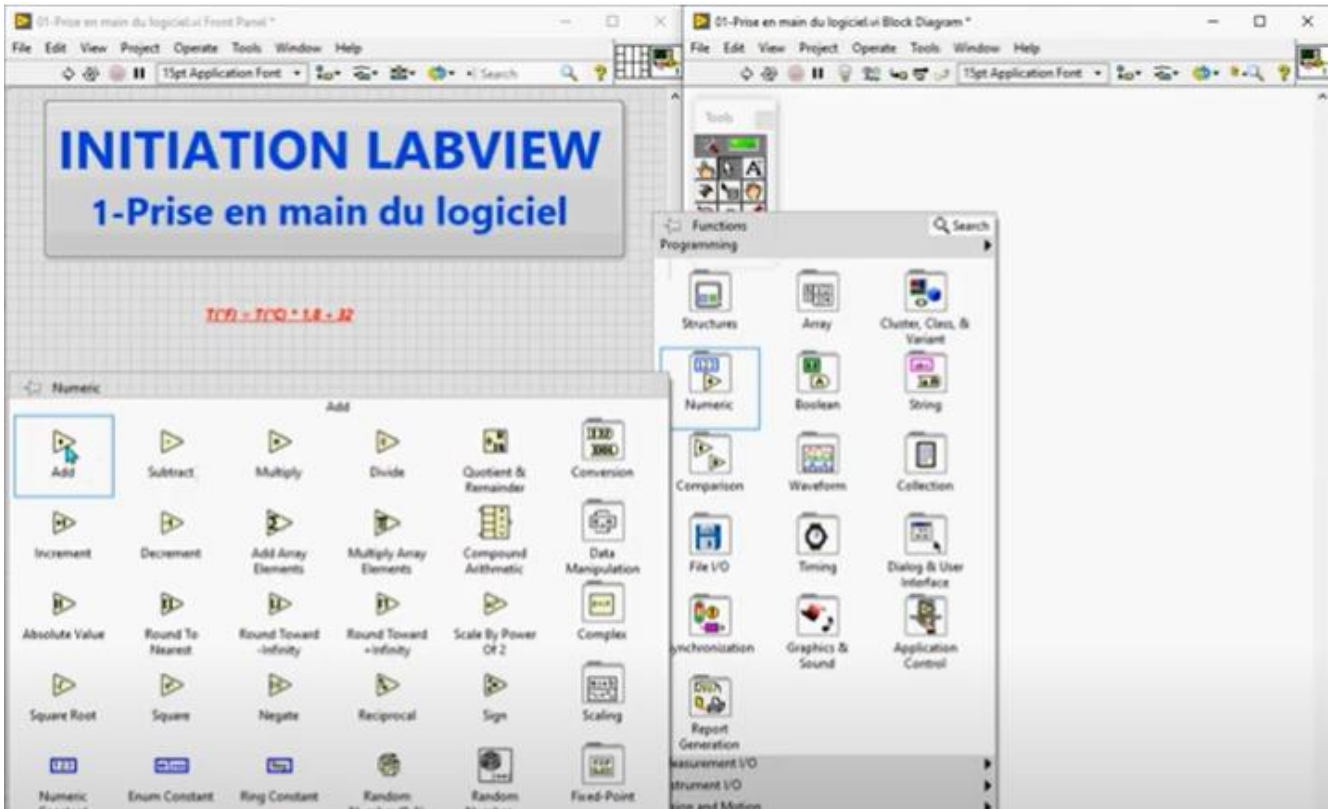 01-Prise en main du logiciel.vi Front Panel *
File Edit View Project Operate Tools Window Help
15pt Application Font
Search
INITIATION LABVIEW
1-Prise en main du logiciel
T(°F) = T(°C) * 1.8 + 32
01-Prise en main du logiciel.vi Block Diagram *
File Edit View Project Operate Tools Window Help
15pt Application Font
Tools
Functions
Search
Programming
Structures
Array
Cluster, Class, &
Variant
Numeric
Boolean
String
Comparison
Waveform
Collection
File I/O
Timing
Dialog & User
Interface
ynchronization
Graphics &
Sound
Application
Control
Report
Generation
easurement I/O
strument I/O
Numeric
Add
Add
Subtract
Multiply
Divide
Quotient &
Remainder
Conversion
Increment
Decrement
Add Array
Elements
Multiply Array
Elements
Compound
Arithmetic
Data
Manipulation
Absolute Value
Round To
Nearest
Round Toward
-Infinity
Round Toward
+Infinity
Scale By Power
Of 2
Complex
Square Root
Square
Negate
Reciprocal
Sign
Scaling
Numeric
Enum Constant
Ring Constant
Random
Random
Fixed-Point